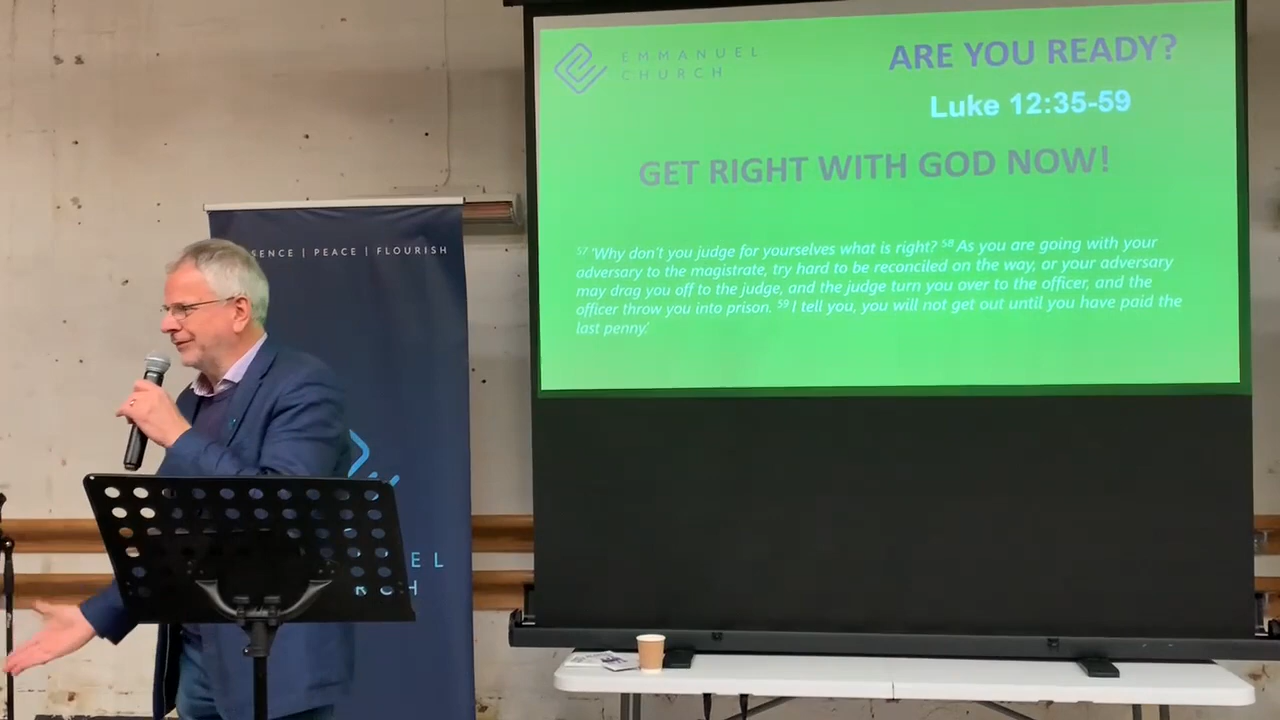 EMMANUEL
CHURCH
ARE YOU READY?
Luke 12:35-59
GET RIGHT WITH GOD NOW!
57 'Why don't you judge for yourselves what is right? 58 As you are going with your
adversary to the magistrate, try hard to be reconciled on the way, or your adversary
may drag you off to the judge, and the judge turn you over to the officer, and the
officer throw you into prison. 59 I tell you, you will not get out until you have paid the
last penny.'
SENCE | PEACE | FLOURISH
EL
RCH